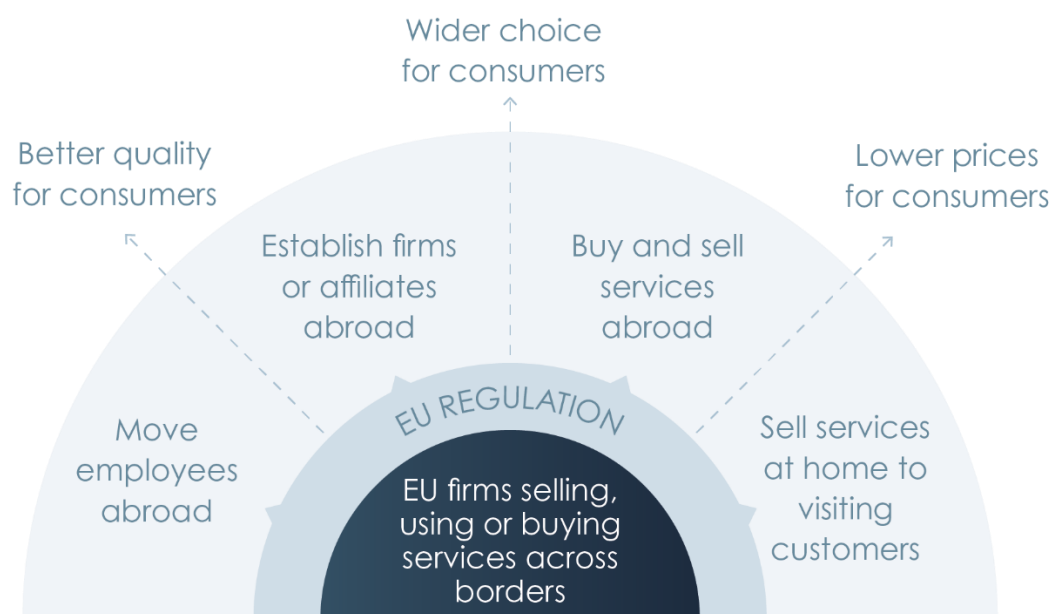 Wider choice
for consumers
Better quality
for consumers
Lower prices
for consumers
Establish firms
or affiliates
abroad
Buy and sell
services
abroad
Move
employees
abroad
Sell services
at home to
visiting
customers
EU REGULATION
EU firms selling,
using or buying
services across
borders